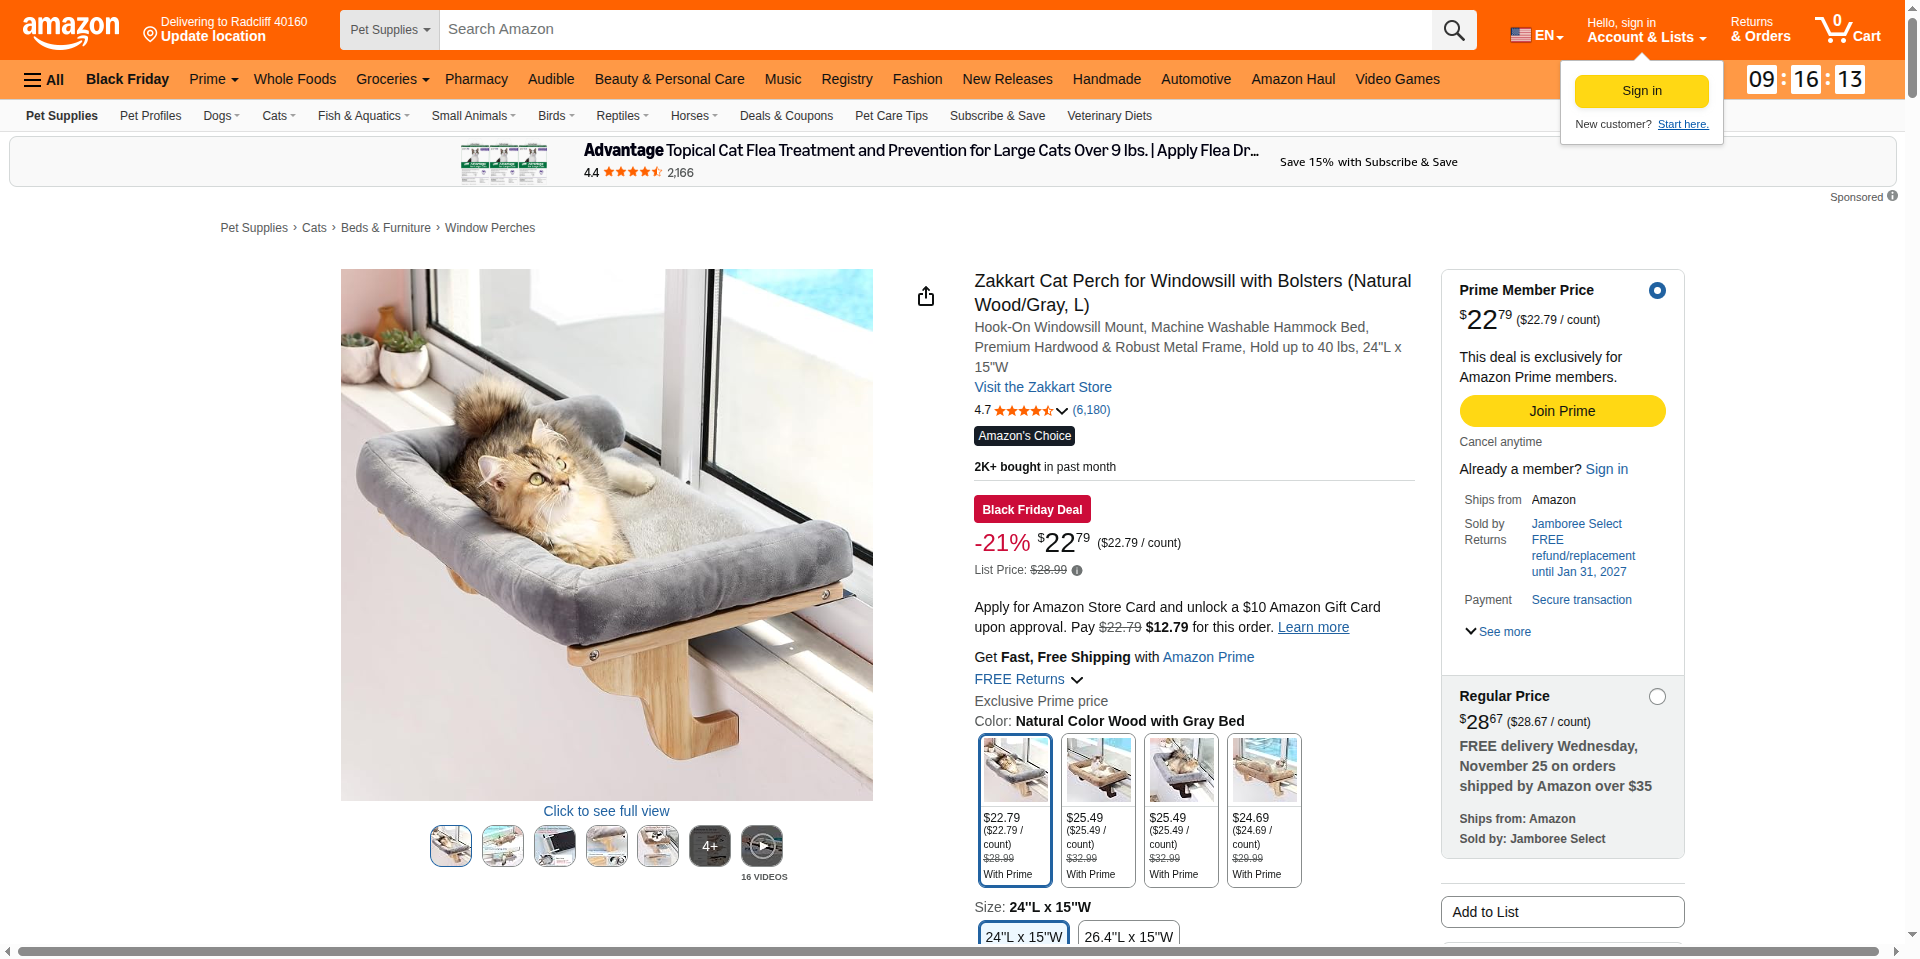 amazon
Delivering to Radcliff 40160
Update location
Pet Supplies
Search Amazon
EN
Hello, sign in
Account & Lists
Returns
& Orders
0
Cart
All
Black Friday
Prime
Whole Foods
Groceries
Pharmacy
Audible
Beauty & Personal Care
Music
Registry
Fashion
New Releases
Handmade
Automotive
Amazon Haul
Video Games
09 : 16 : 13
Sign in
New customer? Start here.
Pet Supplies
Pet Profiles
Dogs
Cats
Fish & Aquatics
Small Animals
Birds
Reptiles
Horses
Deals & Coupons
Pet Care Tips
Subscribe & Save
Veterinary Diets
Advantage Topical Cat Flea Treatment and Prevention for Large Cats Over 9 lbs. | Apply Flea Dr...
4.4 2,166
Save 15% with Subscribe & Save
Sponsored
Pet Supplies › Cats › Beds & Furniture › Window Perches
Click to see full view
4+
16 VIDEOS
Zakkart Cat Perch for Windowsill with Bolsters (Natural
Wood/Gray, L)
Hook-On Windowsill Mount, Machine Washable Hammock Bed,
Premium Hardwood & Robust Metal Frame, Hold up to 40 lbs, 24"L x
15"W
Visit the Zakkart Store
4.7 (6,180)
Amazon's Choice
2K+ bought in past month
Black Friday Deal
-21% $2279 ($22.79 / count)
List Price: $28.99
Apply for Amazon Store Card and unlock a $10 Amazon Gift Card
upon approval. Pay $22.79 $12.79 for this order. Learn more
Get Fast, Free Shipping with Amazon Prime
FREE Returns
Exclusive Prime price
Color: Natural Color Wood with Gray Bed
$22.79
($22.79 /
count)
$28.99
With Prime
$25.49
($25.49 /
count)
$32.99
With Prime
$25.49
($25.49 /
count)
$32.99
With Prime
$24.69
($24.69 /
count)
$29.99
With Prime
Size: 24"L x 15"W
24"L x 15"W
26.4"L x 15"W
Prime Member Price
$2279 ($22.79 / count)
This deal is exclusively for
Amazon Prime members.
Join Prime
Cancel anytime
Already a member? Sign in
Ships from Amazon
Sold by Jamboree Select
Returns FREE
refund/replacement
until Jan 31, 2027
Payment Secure transaction
See more
Regular Price
$2867 ($28.67 / count)
FREE delivery Wednesday,
November 25 on orders
shipped by Amazon over $35
Ships from: Amazon
Sold by: Jamboree Select
Add to List